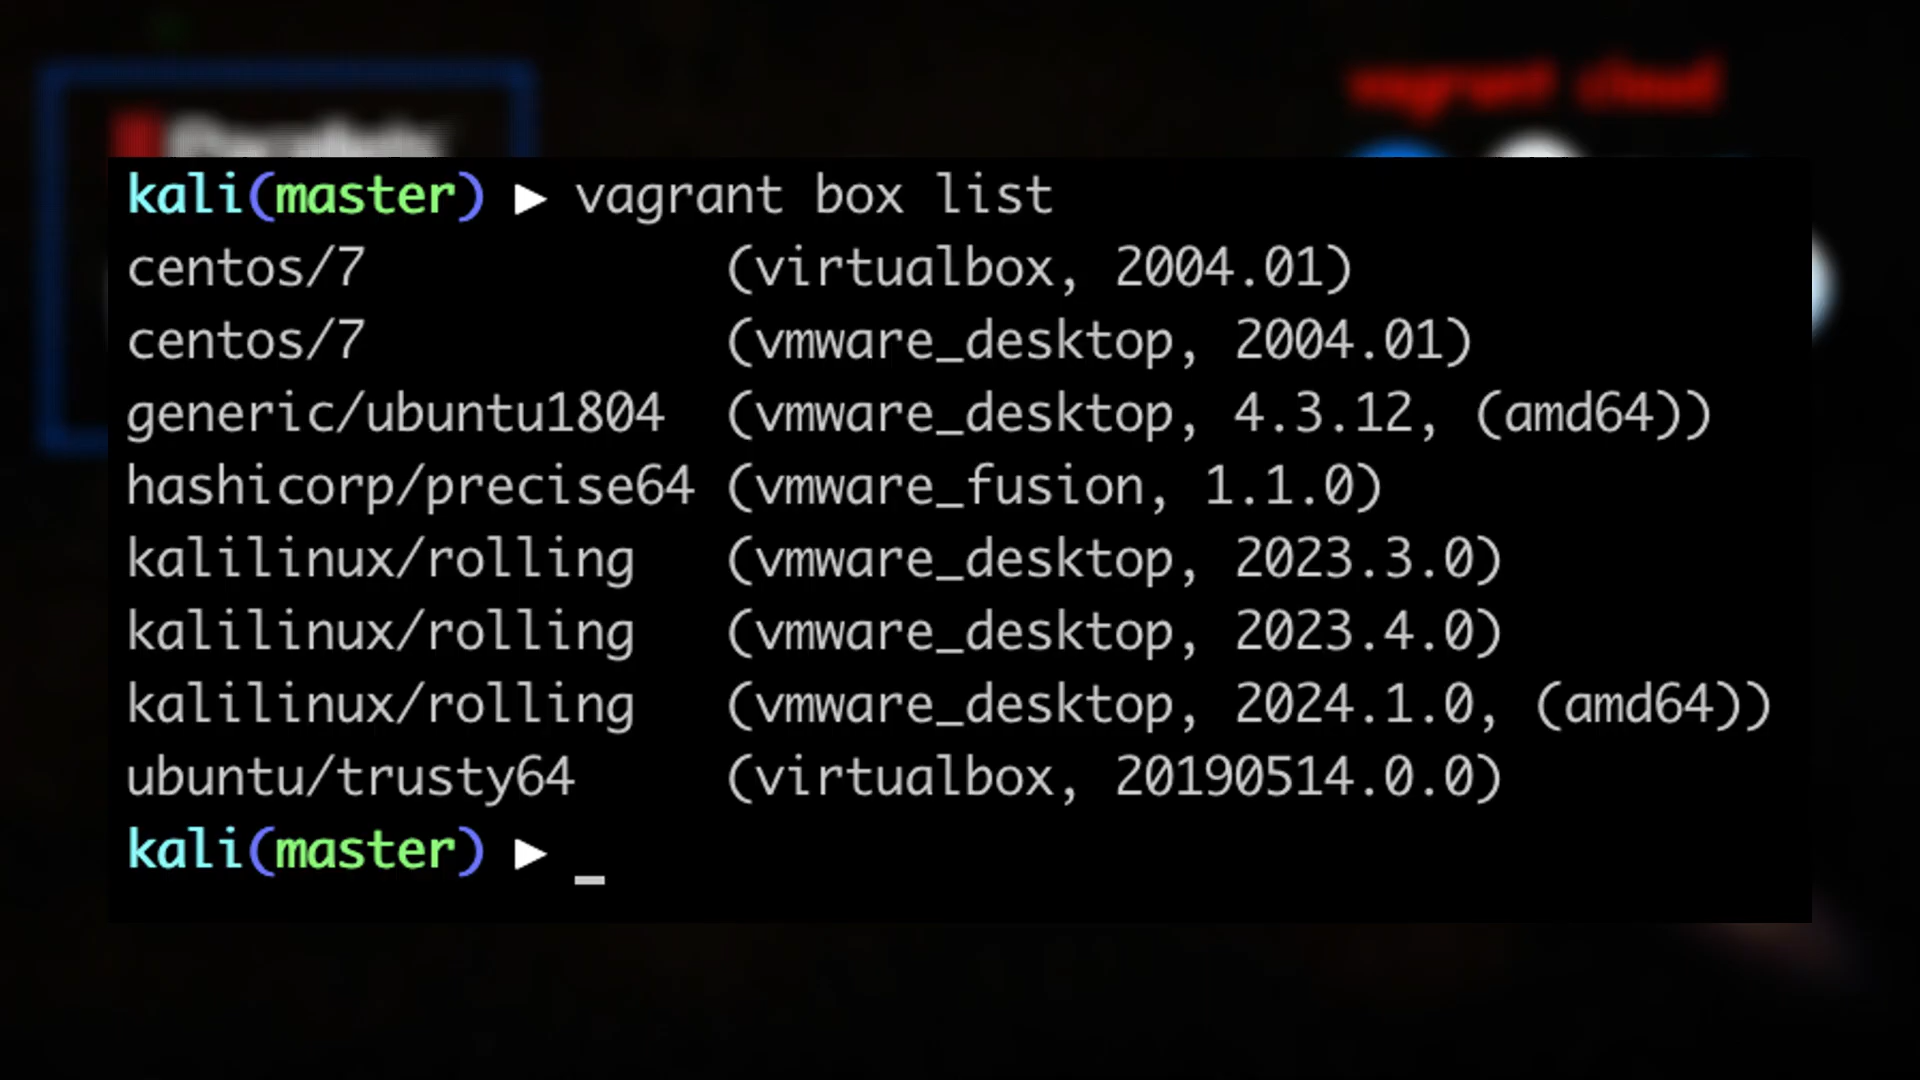 vagrant cloud
kali(master) ▶ vagrant box list
centos/7 (virtualbox, 2004.01)
centos/7 (vmware_desktop, 2004.01)
generic/ubuntu1804 (vmware_desktop, 4.3.12, (amd64))
hashicorp/precise64 (vmware_fusion, 1.1.0)
kalilinux/rolling (vmware_desktop, 2023.3.0)
kalilinux/rolling (vmware_desktop, 2023.4.0)
kalilinux/rolling (vmware_desktop, 2024.1.0, (amd64))
ubuntu/trusty64 (virtualbox, 20190514.0.0)
kali(master) ▶ _